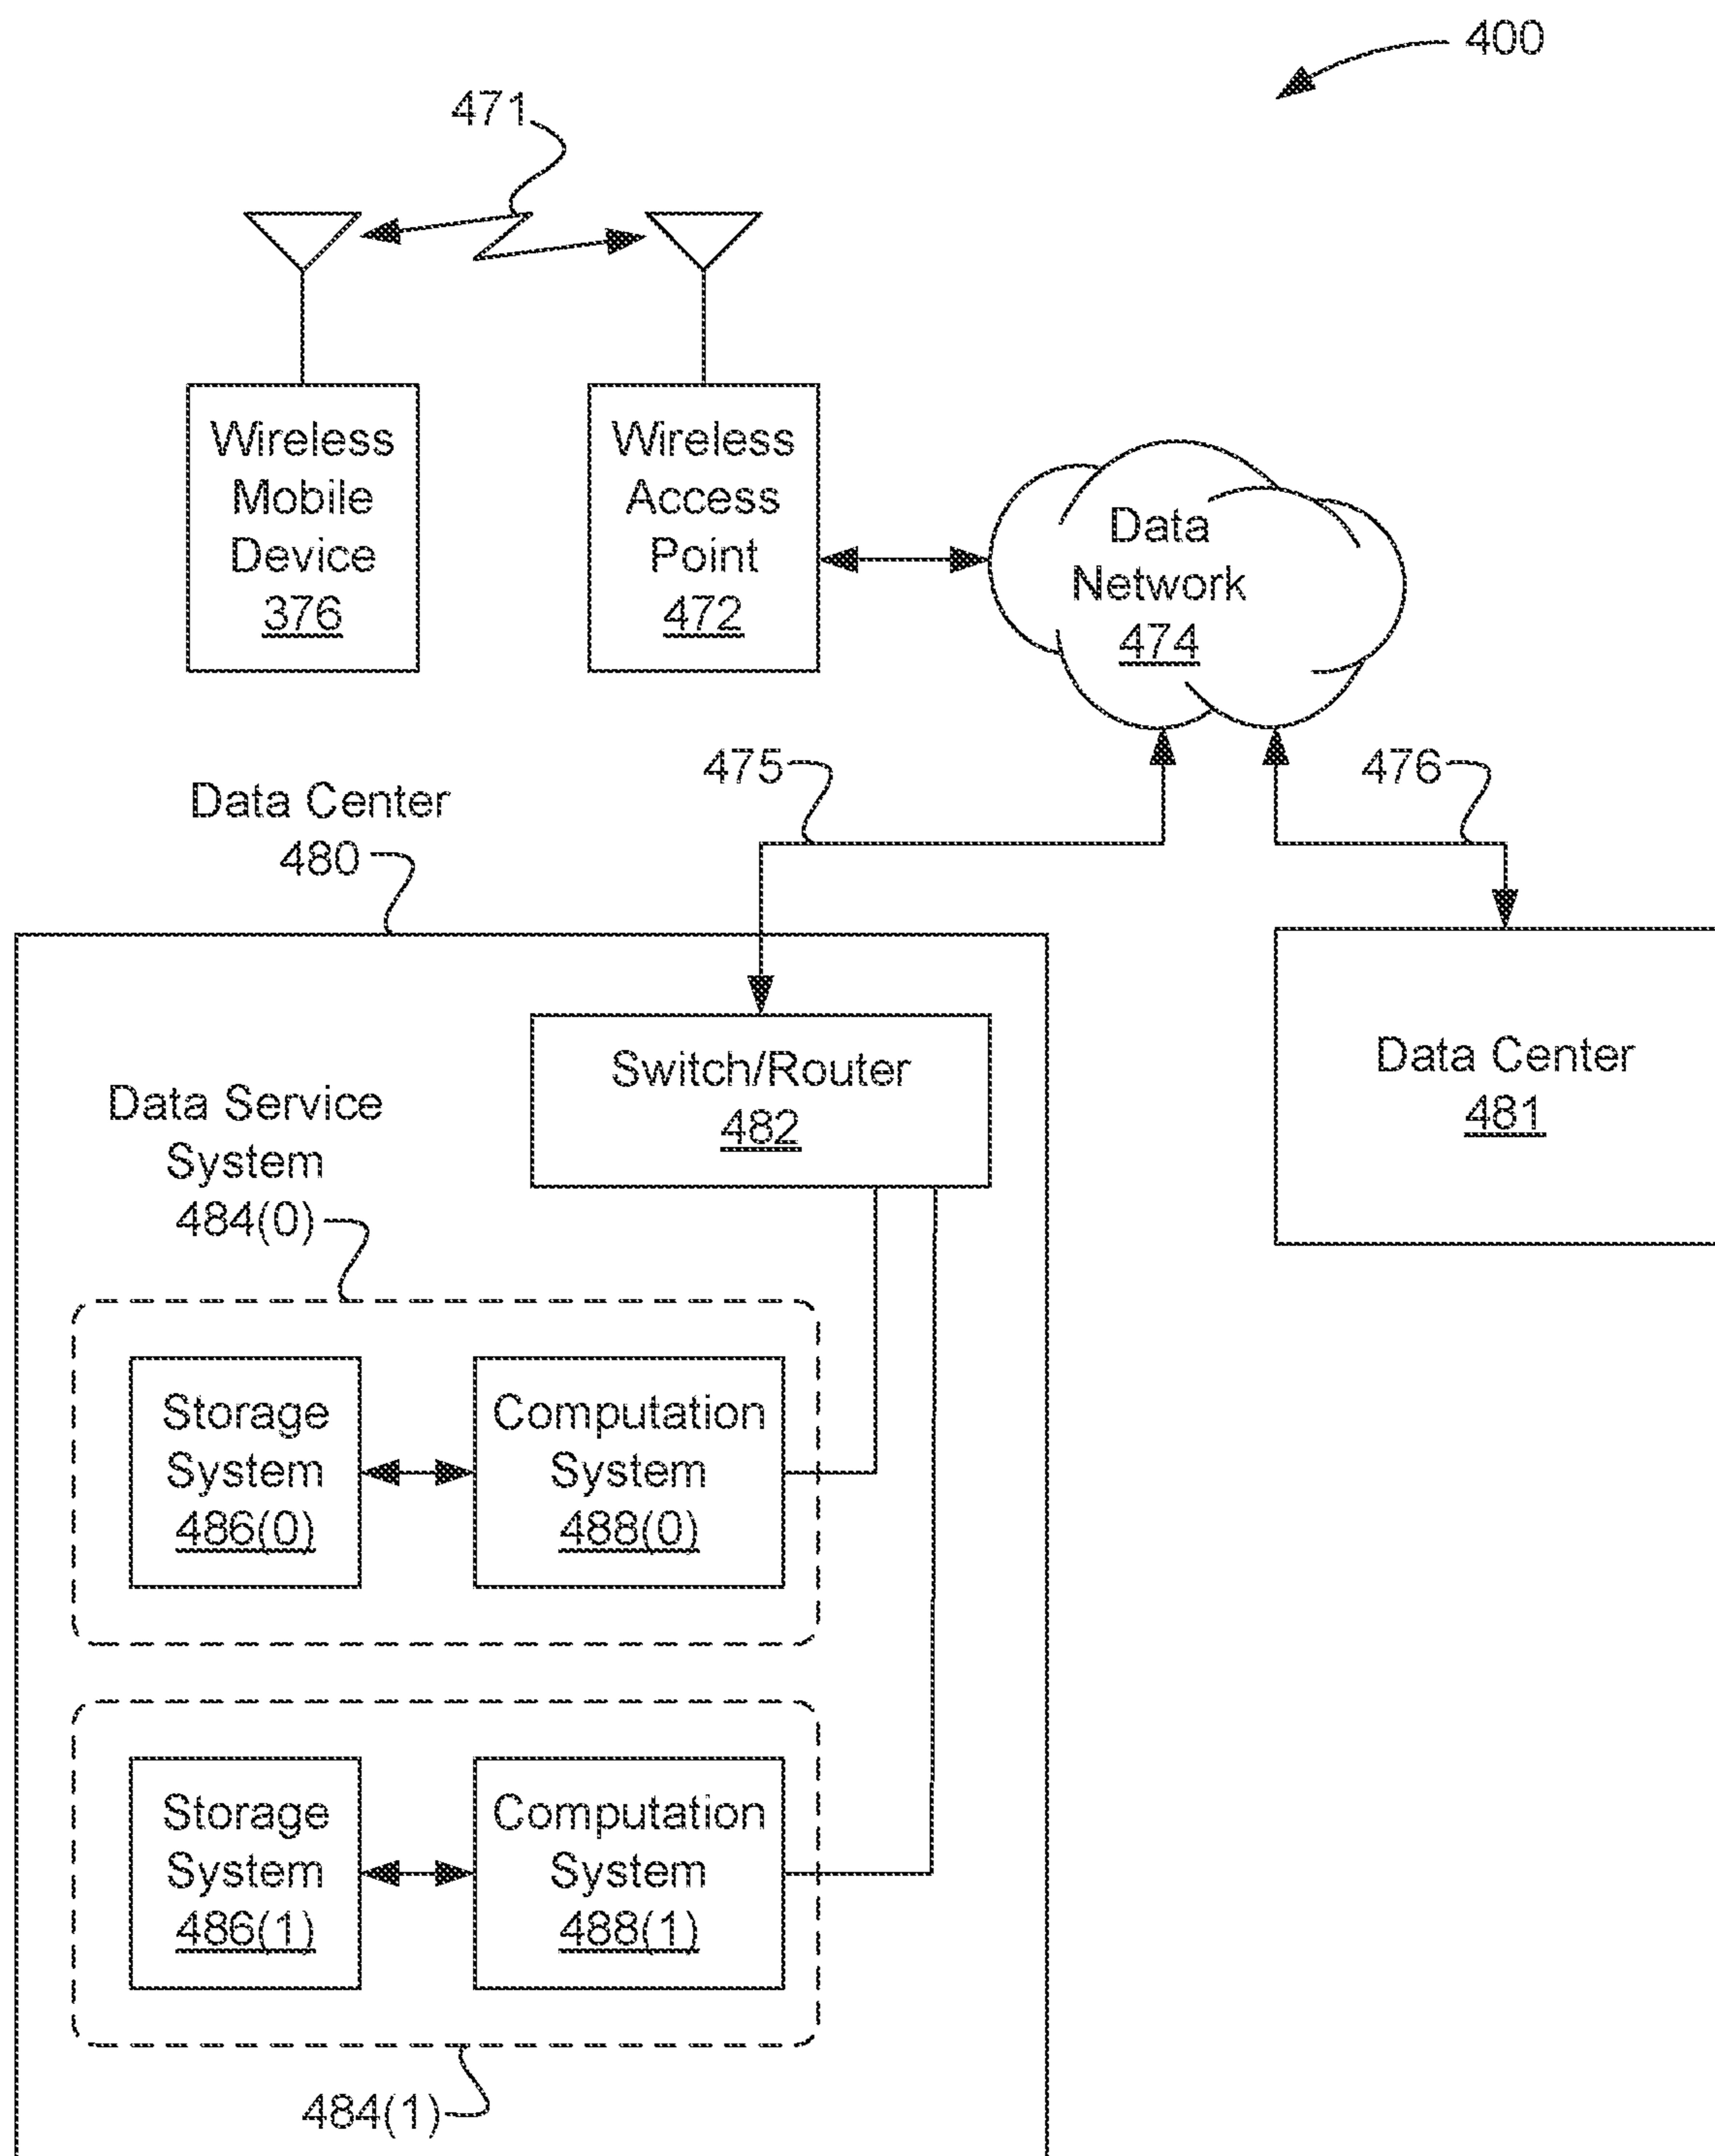 400
471
Wireless
Mobile
Device
376
Wireless
Access
Point
472
Data
Network
474
475
476
Data Center
480
Switch/Router
482
Data Center
481
Data Service
System
484(0)
Storage
System
486(0)
Computation
System
488(0)
Storage
System
486(1)
Computation
System
488(1)
484(1)